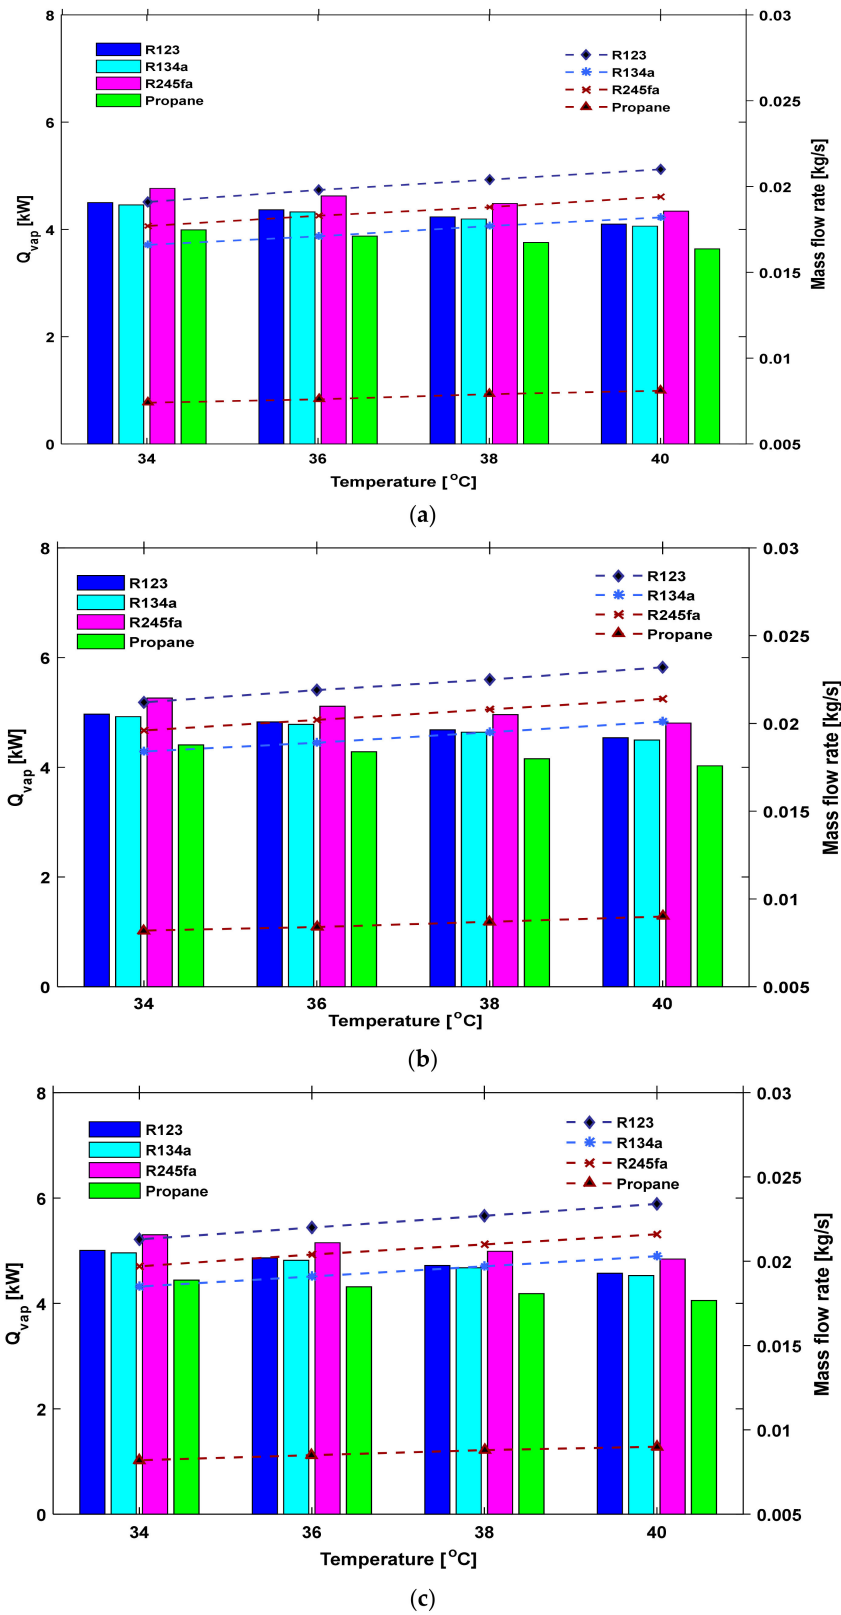 8
6
4
2
0
0.03
0.025
0.02
0.015
0.01
0.005
R123
R134a
R245fa
Propane
R123
R134a
R245fa
Propane
Qvap [kW]
Mass flow rate [kg/s]
34 36 38 40
Temperature [oC]
(a)
8
6
4
2
0
0.03
0.025
0.02
0.015
0.01
0.005
R123
R134a
R245fa
Propane
R123
R134a
R245fa
Propane
Qvap [kW]
Mass flow rate [kg/s]
34 36 38 40
Temperature [oC]
(b)
8
6
4
2
0
0.03
0.025
0.02
0.015
0.01
0.005
R123
R134a
R245fa
Propane
R123
R134a
R245fa
Propane
Qvap [kW]
Mass flow rate [kg/s]
34 36 38 40
Temperature [oC]
(c)